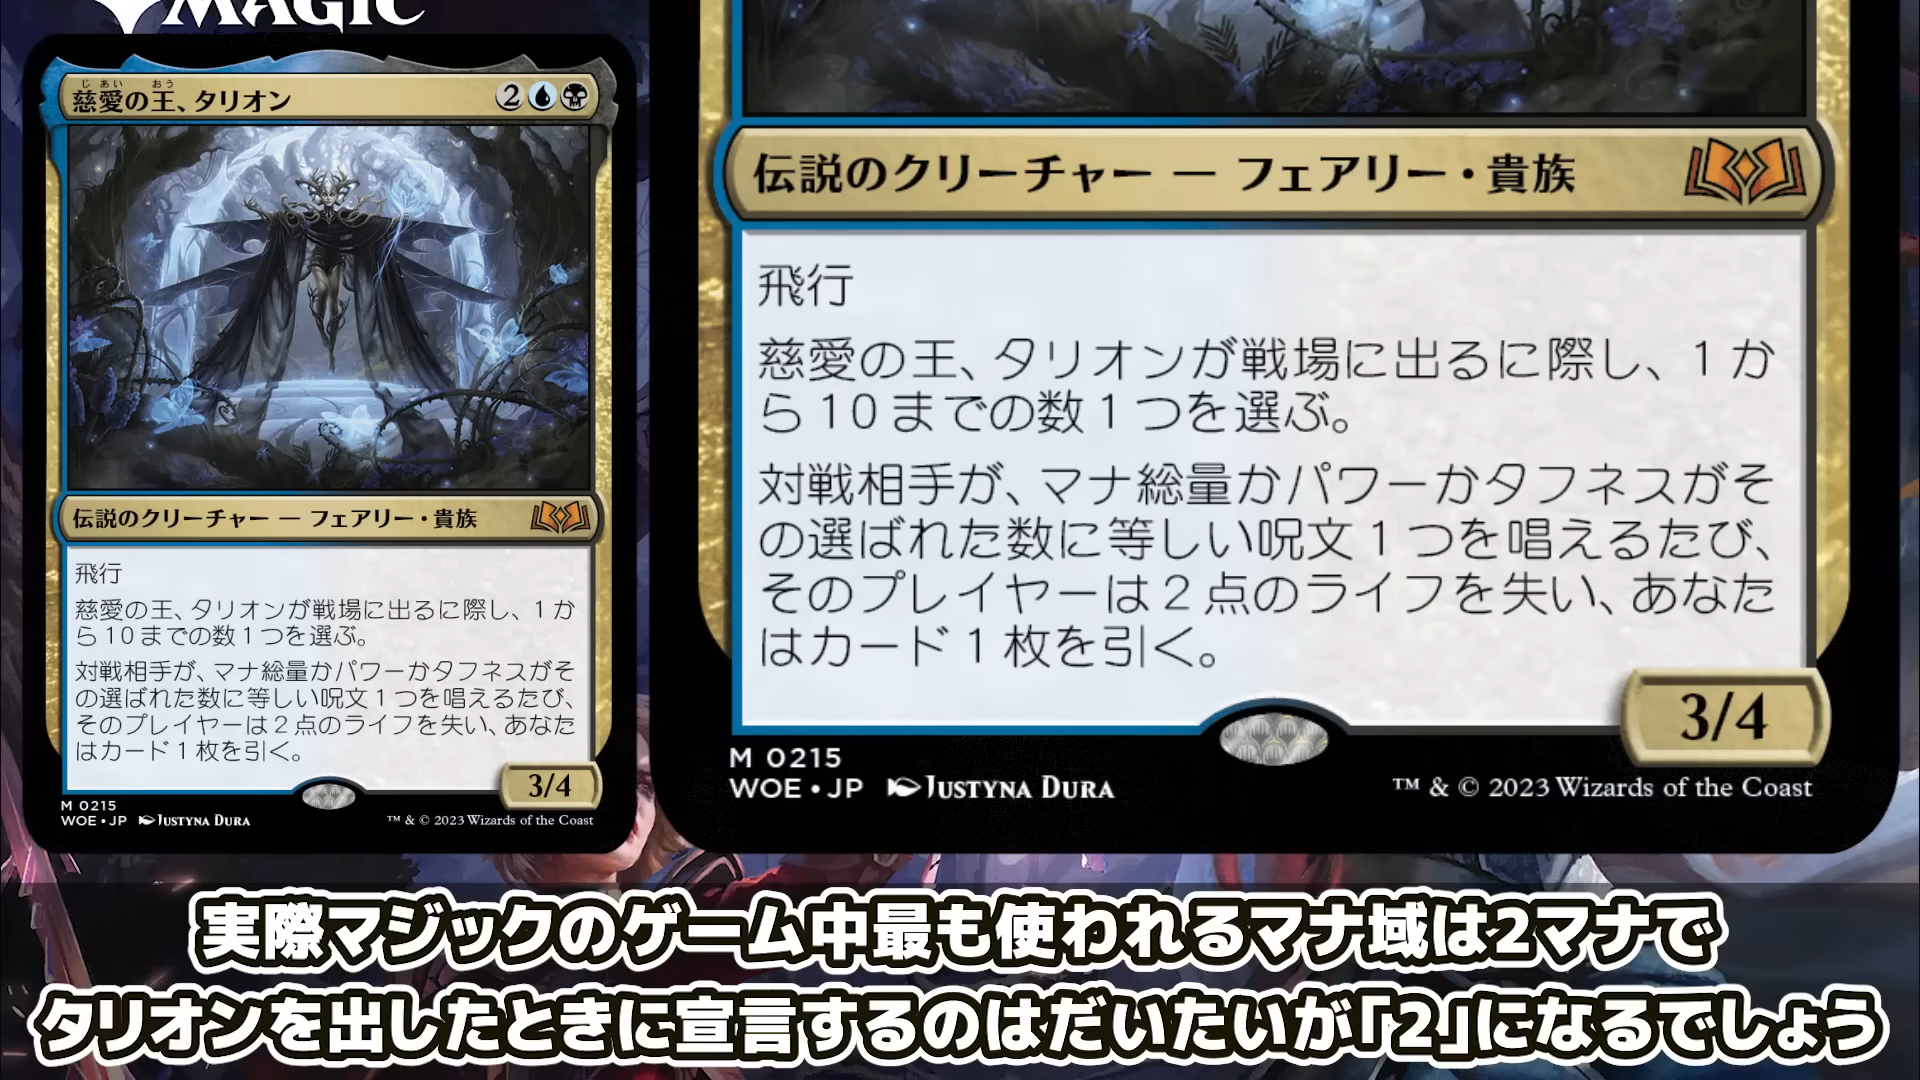 MAGIC
じあい おう
慈愛の王、タリオン
2
伝説のクリーチャー — フェアリー・貴族
飛行
慈愛の王、タリオンが戦場に出るに際し、1か
ら10までの数1つを選ぶ。
対戦相手が、マナ総量かパワーかタフネスがそ
の選ばれた数に等しい呪文1つを唱えるたび、
そのプレイヤーは2点のライフを失い、あなた
はカード1枚を引く。
3/4
M 0215
WOE • JP Justyna Dura
™ & © 2023 Wizards of the Coast
伝説のクリーチャー — フェアリー・貴族
飛行
慈愛の王、タリオンが戦場に出るに際し、1か
ら10までの数1つを選ぶ。
対戦相手が、マナ総量かパワーかタフネスがそ
の選ばれた数に等しい呪文1つを唱えるたび、
そのプレイヤーは2点のライフを失い、あなた
はカード1枚を引く。
3/4
M 0215
WOE • JP Justyna Dura
™ & © 2023 Wizards of the Coast
実際マジックのゲーム中最も使われるマナ域は2マナで
タリオンを出したときに宣言するのはだいたいが「2」になるでしょう